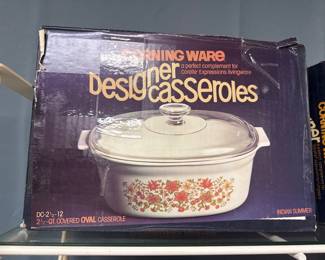 CORNING WARE
a perfect complement for
Corelle® Expressions livingware
Designer
casseroles
DC-2½-12
2½-QT. COVERED OVAL CASSEROLE
INDIAN SUMMER